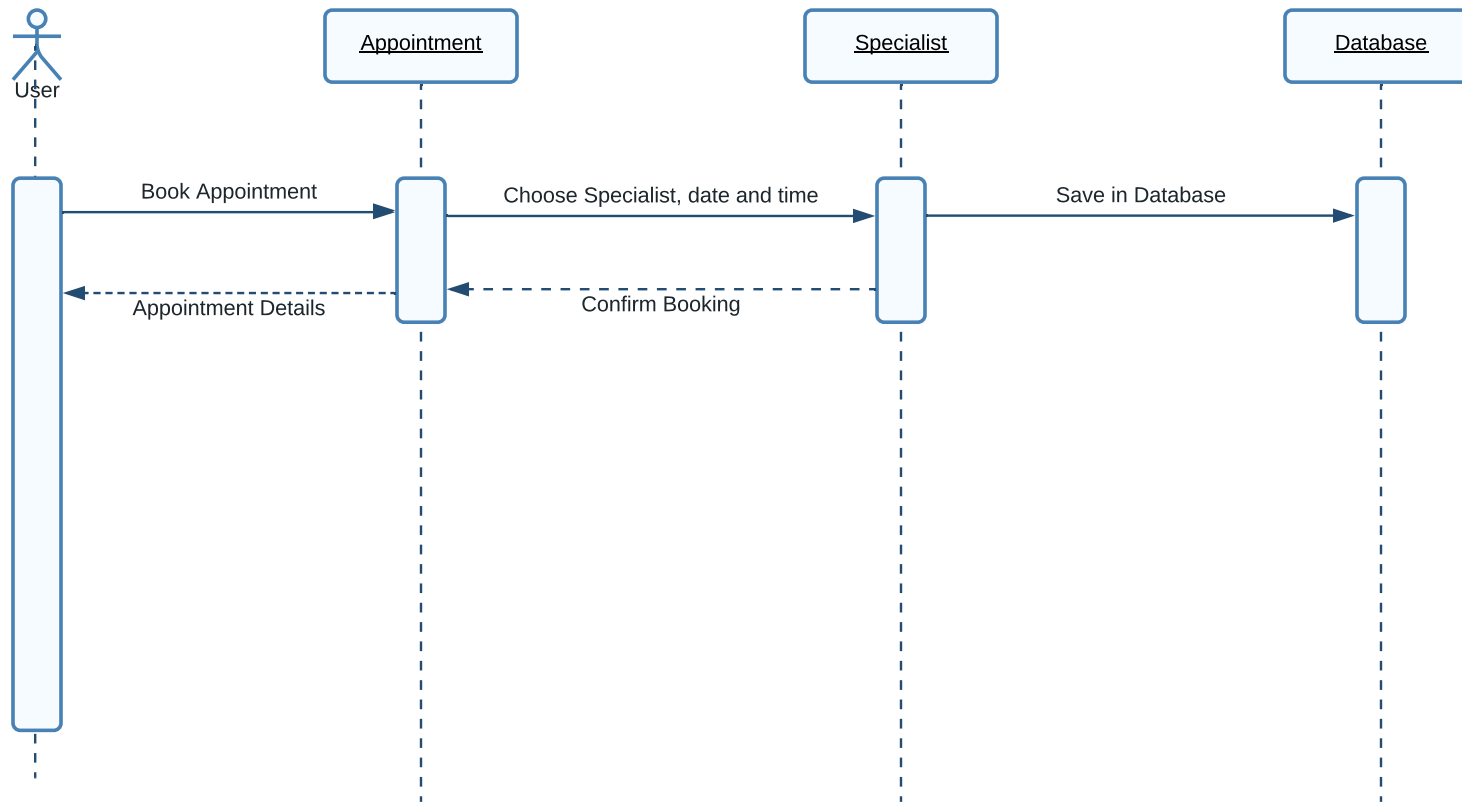 User
Appointment
Specialist
Database
Book Appointment
Choose Specialist, date and time
Save in Database
Appointment Details
Confirm Booking